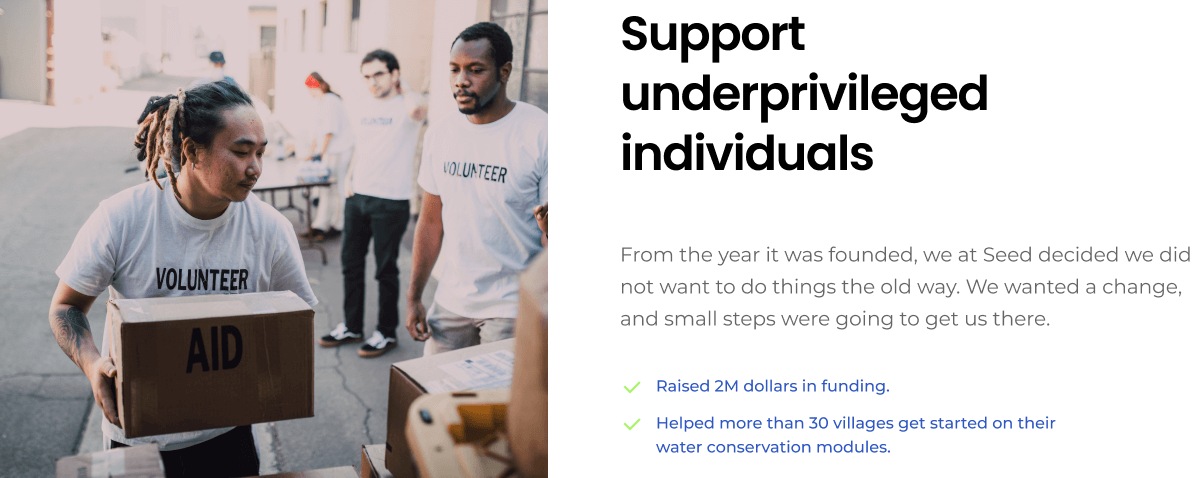 Support
underprivileged
individuals
From the year it was founded, we at Seed decided we did
not want to do things the old way. We wanted a change,
and small steps were going to get us there.
Raised 2M dollars in funding.
Helped more than 30 villages get started on their
water conservation modules.
VOLUNTEER
VOLUNTEER
VOLUNTEER
AID